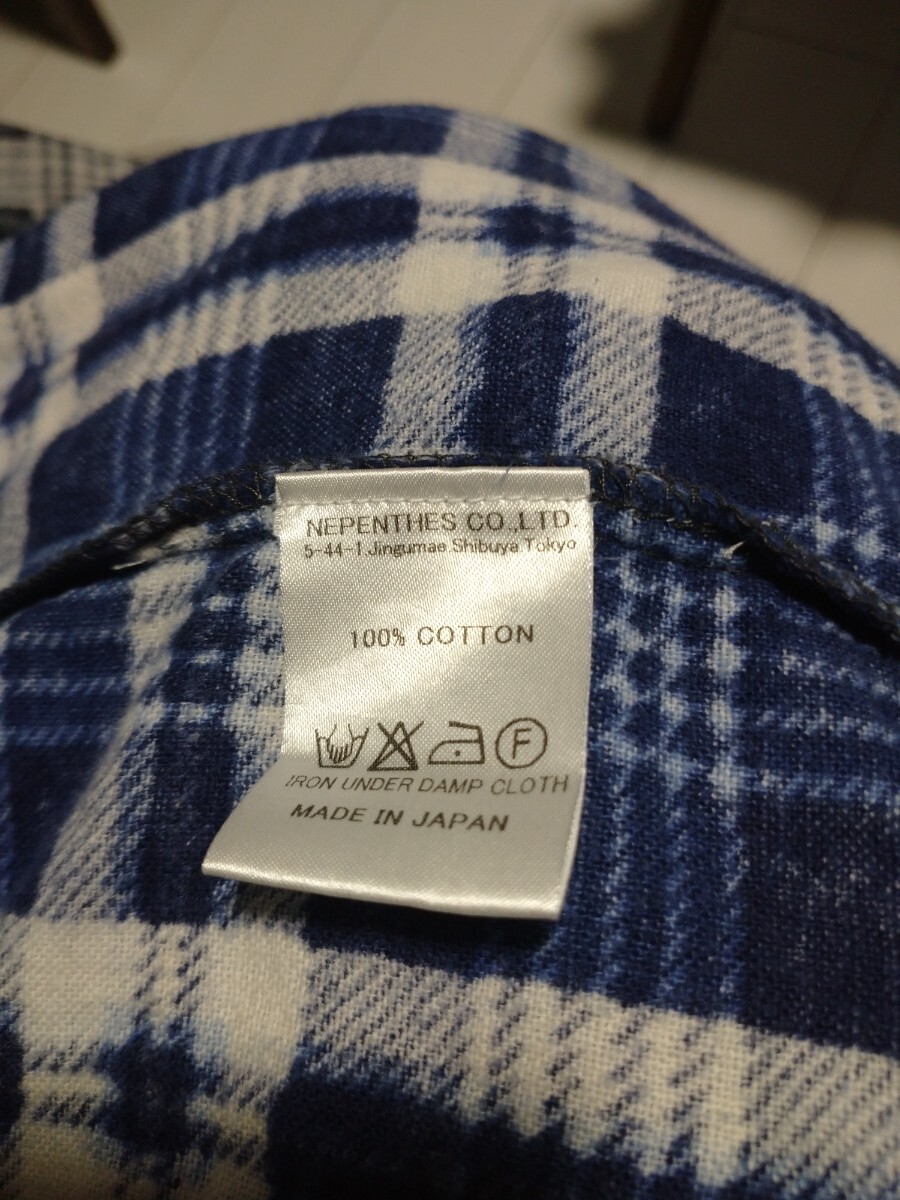 NEPENTHES CO.,LTD.
5-44-1 Jingumae Shibuya Tokyo
100% COTTON
F
IRON UNDER DAMP CLOTH
MADE IN JAPAN